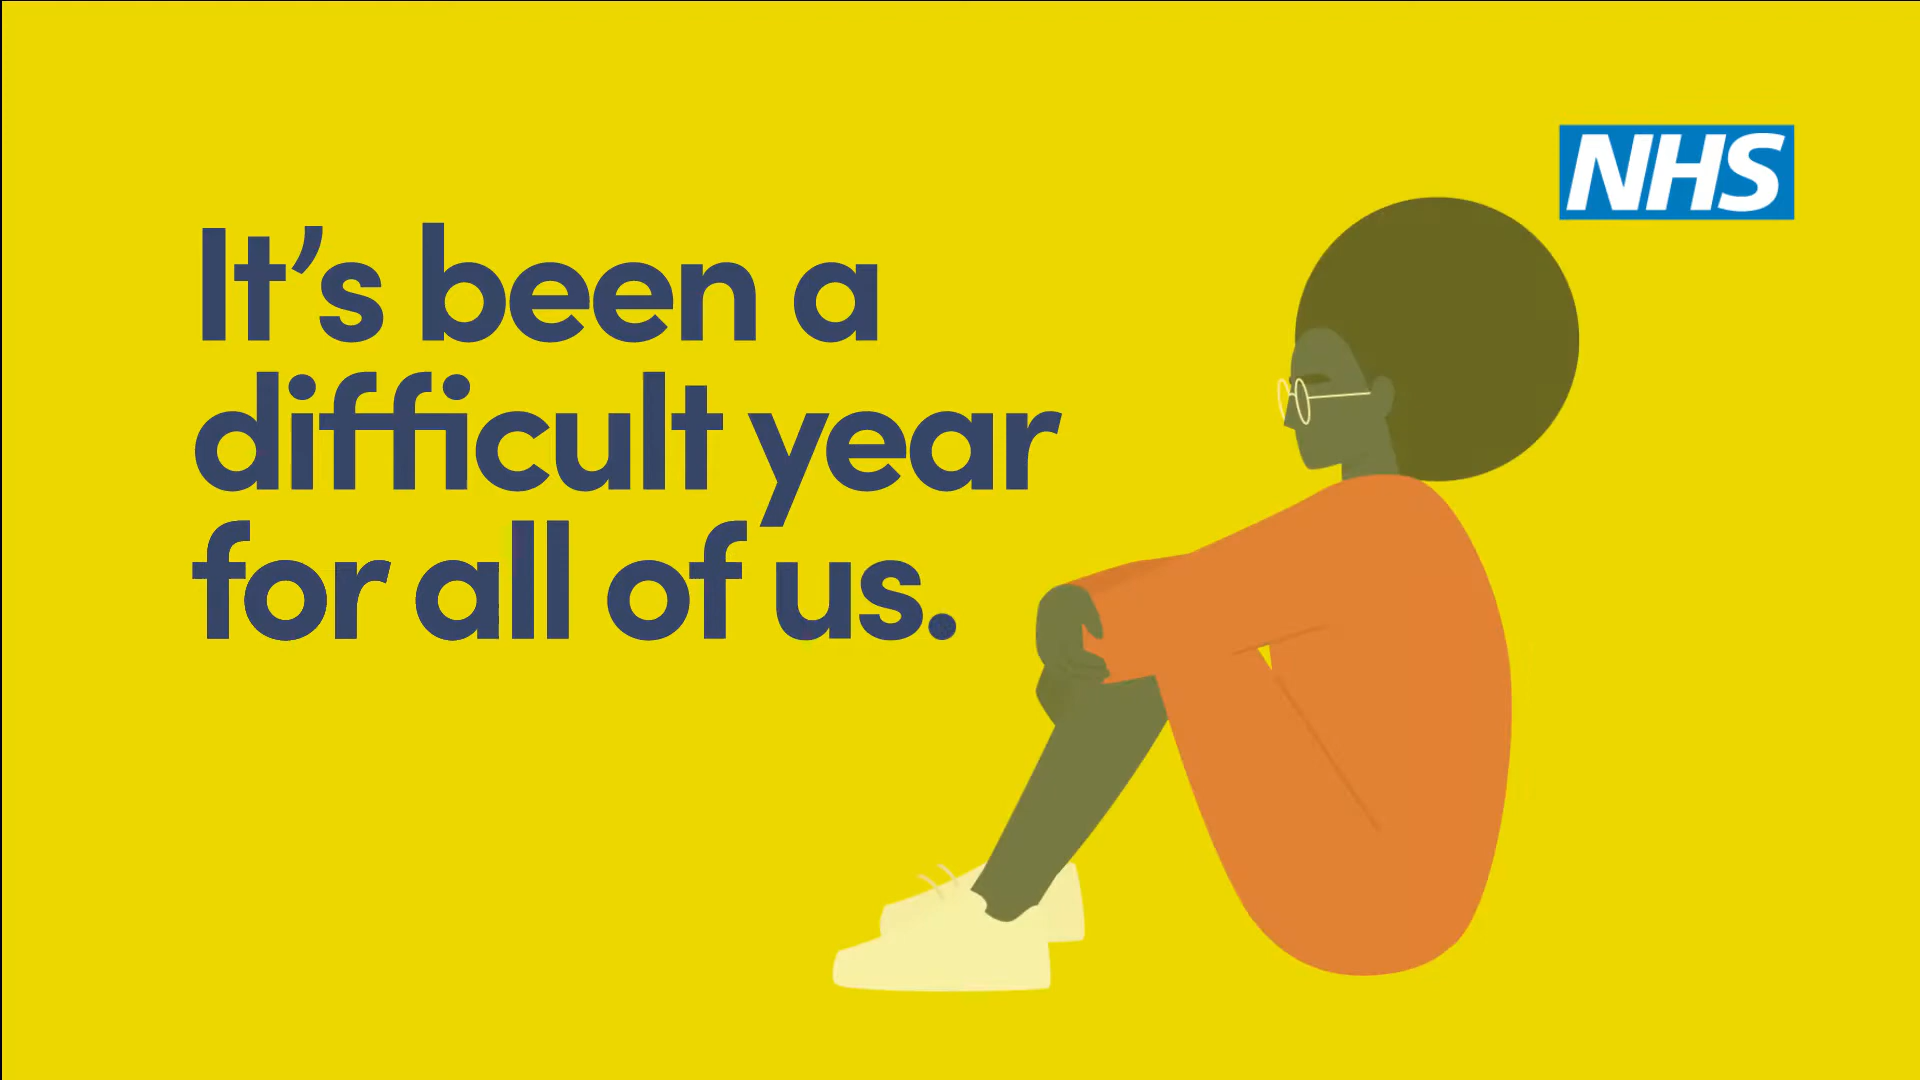 NHS
It’s been a
difficult year
for all of us.